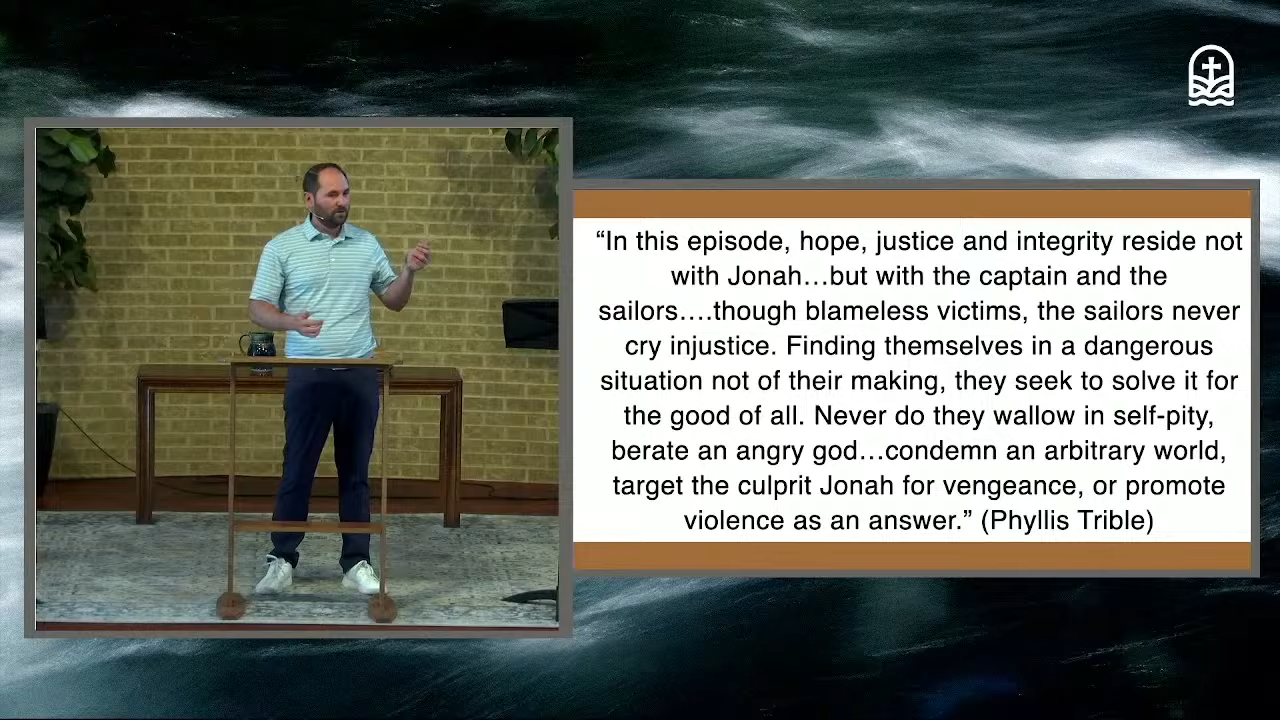 “In this episode, hope, justice and integrity reside not
with Jonah…but with the captain and the
sailors….though blameless victims, the sailors never
cry injustice. Finding themselves in a dangerous
situation not of their making, they seek to solve it for
the good of all. Never do they wallow in self-pity,
berate an angry god…condemn an arbitrary world,
target the culprit Jonah for vengeance, or promote
violence as an answer.” (Phyllis Trible)